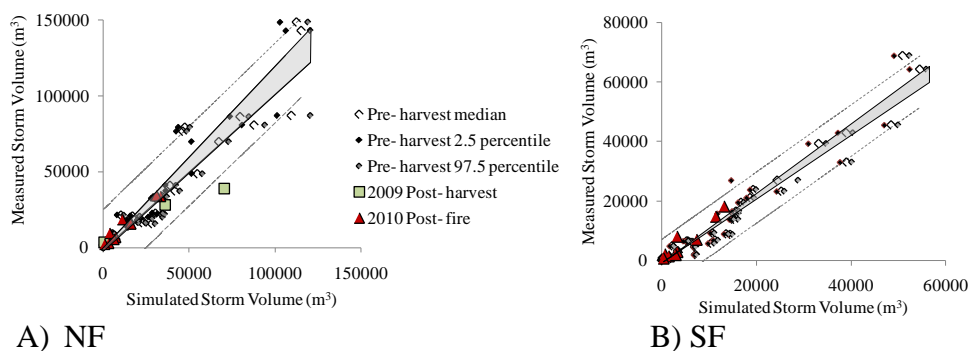 150000
100000
50000
0
Measured Storm Volume (m³)
0
50000
100000
150000
Simulated Storm Volume (m³)
Pre- harvest median
Pre- harvest 2.5 percentile
Pre- harvest 97.5 percentile
2009 Post- harvest
2010 Post- fire
A) NF
80000
60000
40000
20000
0
Measured Storm Volume (m³)
0
20000
40000
60000
Simulated Storm Volume (m³)
B) SF